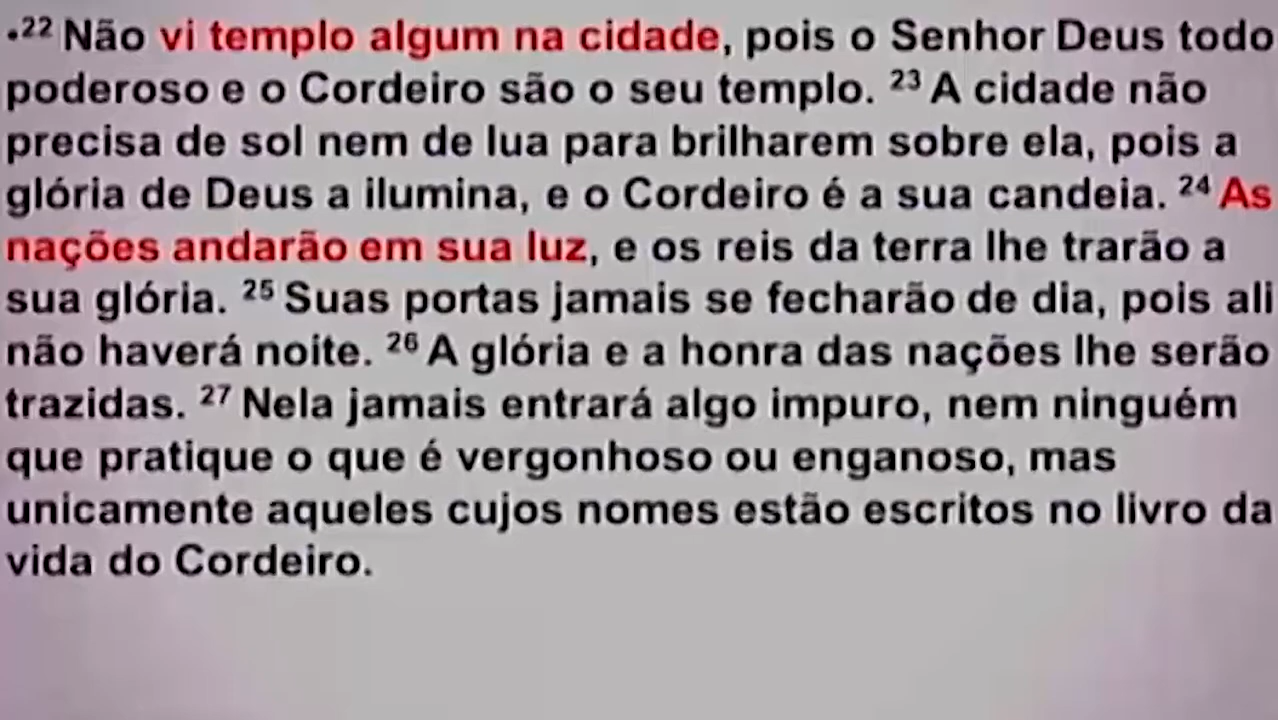 •²² Não vi templo algum na cidade, pois o Senhor Deus todo
poderoso e o Cordeiro são o seu templo. ²³ A cidade não
precisa de sol nem de lua para brilharem sobre ela, pois a
glória de Deus a ilumina, e o Cordeiro é a sua candeia. ²⁴ As
nações andarão em sua luz, e os reis da terra lhe trarão a
sua glória. ²⁵ Suas portas jamais se fecharão de dia, pois ali
não haverá noite. ²⁶ A glória e a honra das nações lhe serão
trazidas. ²⁷ Nela jamais entrará algo impuro, nem ninguém
que pratique o que é vergonhoso ou enganoso, mas
unicamente aqueles cujos nomes estão escritos no livro da
vida do Cordeiro.